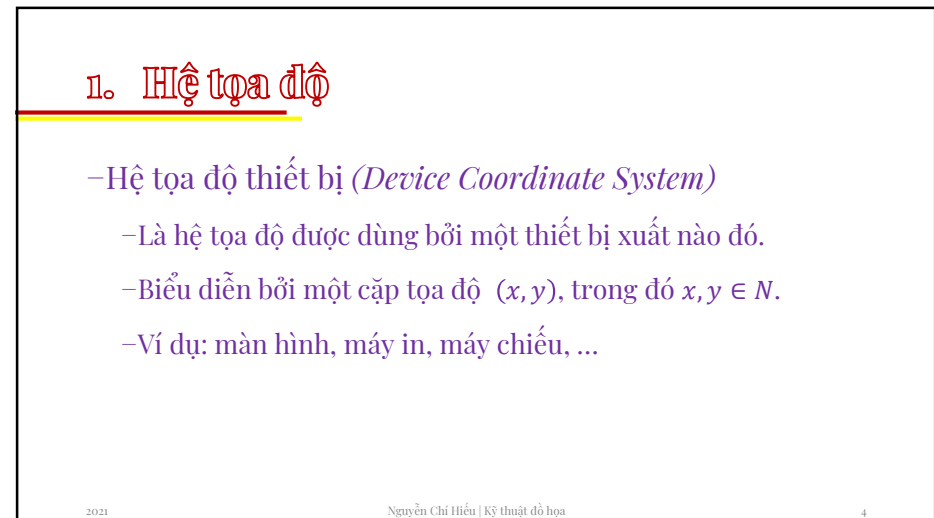 1. Hệ tọa độ
–Hệ tọa độ thiết bị (Device Coordinate System)
–Là hệ tọa độ được dùng bởi một thiết bị xuất nào đó.
–Biểu diễn bởi một cặp tọa độ (x, y), trong đó x, y ∈ N.
–Ví dụ: màn hình, máy in, máy chiếu, ...
2021 Nguyễn Chí Hiếu | Kỹ thuật đồ họa 4